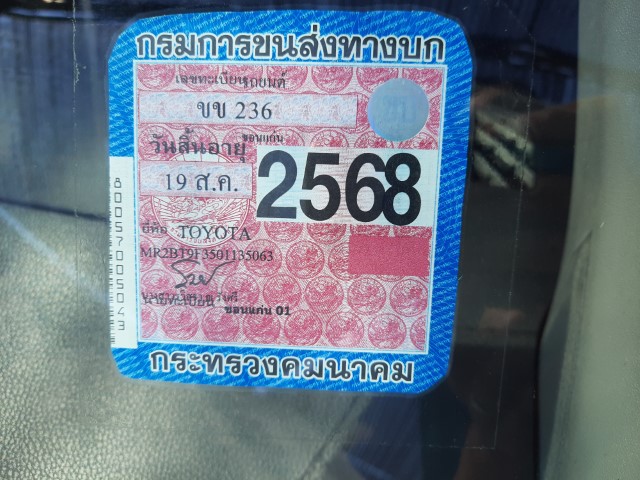 กรมการขนส่งทางบก
เลขทะเบียนรถยนต์
ขข 236
ขอนแก่น
วันสิ้นอายุ
19 ส.ค.
2568
ยี่ห้อ TOYOTA
MR2B19F3501135063
นายทะเบียน
ขอนแก่น 01
8005700505043
กระทรวงคมนาคม